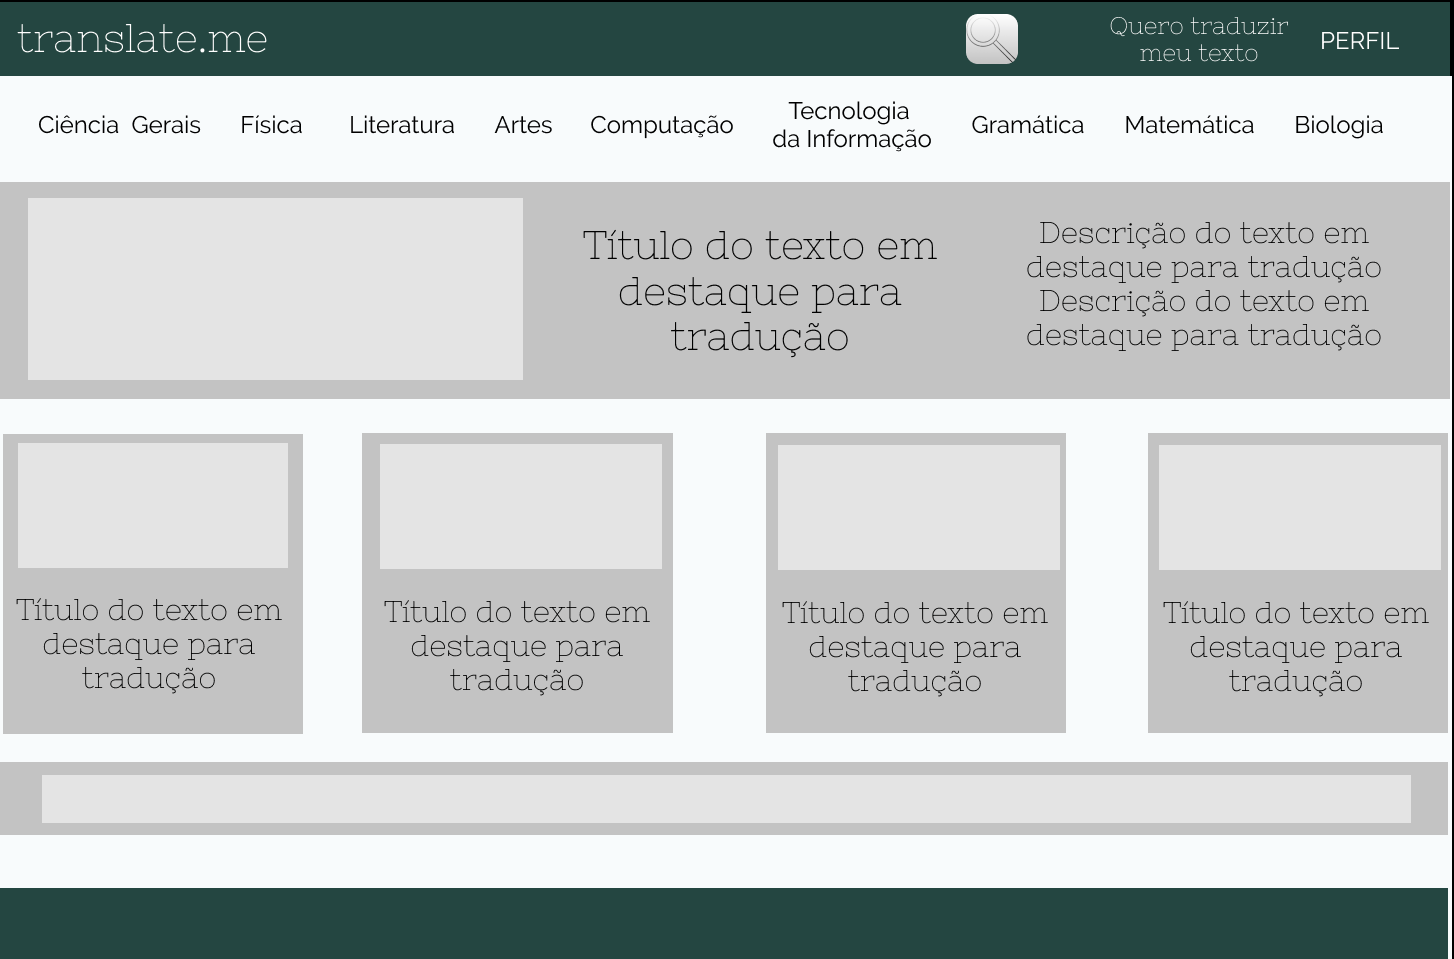 translate.me
Quero traduzir
meu texto
PERFIL
Ciência  Gerais
Física
Literatura
Artes
Computação
Tecnologia
da Informação
Gramática
Matemática
Biologia
Título do texto em
destaque para
tradução
Descrição do texto em
destaque para tradução
Descrição do texto em
destaque para tradução
Título do texto em
destaque para
tradução
Título do texto em
destaque para
tradução
Título do texto em
destaque para
tradução
Título do texto em
destaque para
tradução